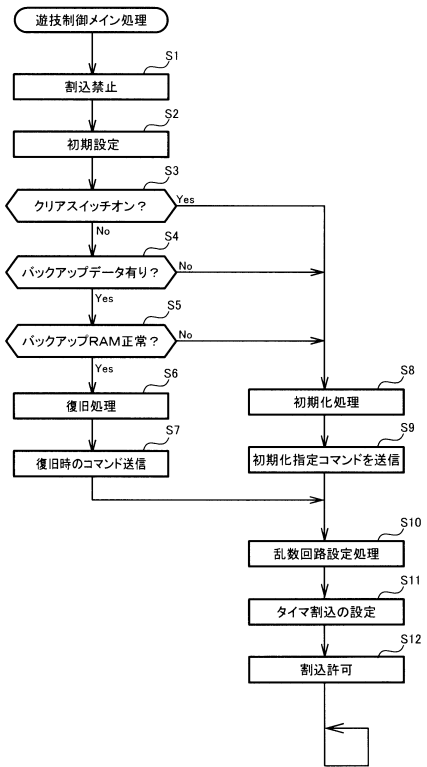 遊技制御メイン処理
S1
割込禁止
S2
初期設定
S3
クリアスイッチオン？
Yes
No
S4
バックアップデータ有り？
No
Yes
S5
バックアップRAM正常？
No
Yes
S6
復旧処理
S7
復旧時のコマンド送信
S8
初期化処理
S9
初期化指定コマンドを送信
S10
乱数回路設定処理
S11
タイマ割込の設定
S12
割込許可